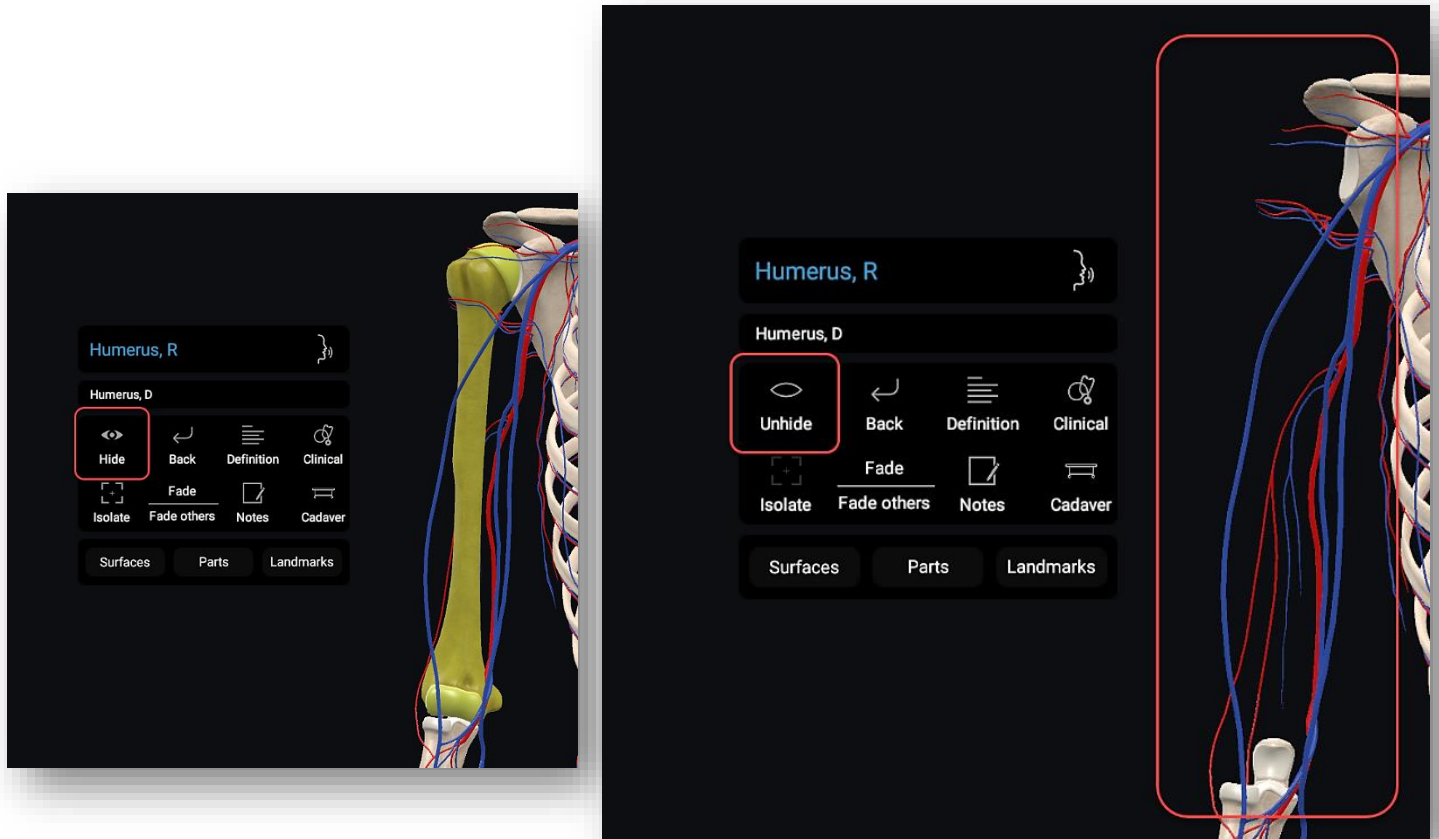 Humerus, R
Humerus, D
Hide Back Definition Clinical
Isolate Fade Fade others Notes Cadaver
Surfaces Parts Landmarks
Humerus, R
Humerus, D
Unhide Back Definition Clinical
Isolate Fade Fade others Notes Cadaver
Surfaces Parts Landmarks